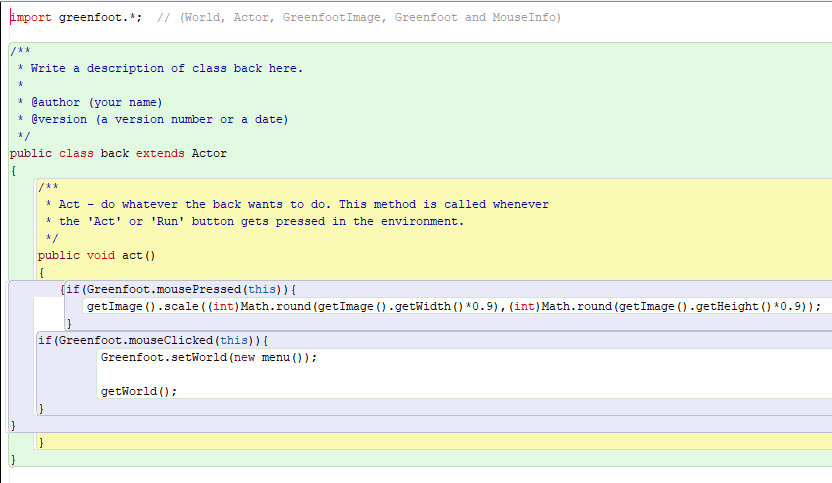 import greenfoot.*;  // (World, Actor, GreenfootImage, Greenfoot and MouseInfo)
/**
 * Write a description of class back here.
 *
 * @author (your name)
 * @version (a version number or a date)
 */
public class back extends Actor
{
    /**
     * Act - do whatever the back wants to do. This method is called whenever
     * the 'Act' or 'Run' button gets pressed in the environment.
     */
    public void act()
    {
       {if(Greenfoot.mousePressed(this)){
           getImage().scale((int)Math.round(getImage().getWidth()*0.9),(int)Math.round(getImage().getHeight()*0.9));
        }
    if(Greenfoot.mouseClicked(this)){
             Greenfoot.setWorld(new menu());
             getWorld();
    }
}
    }
}